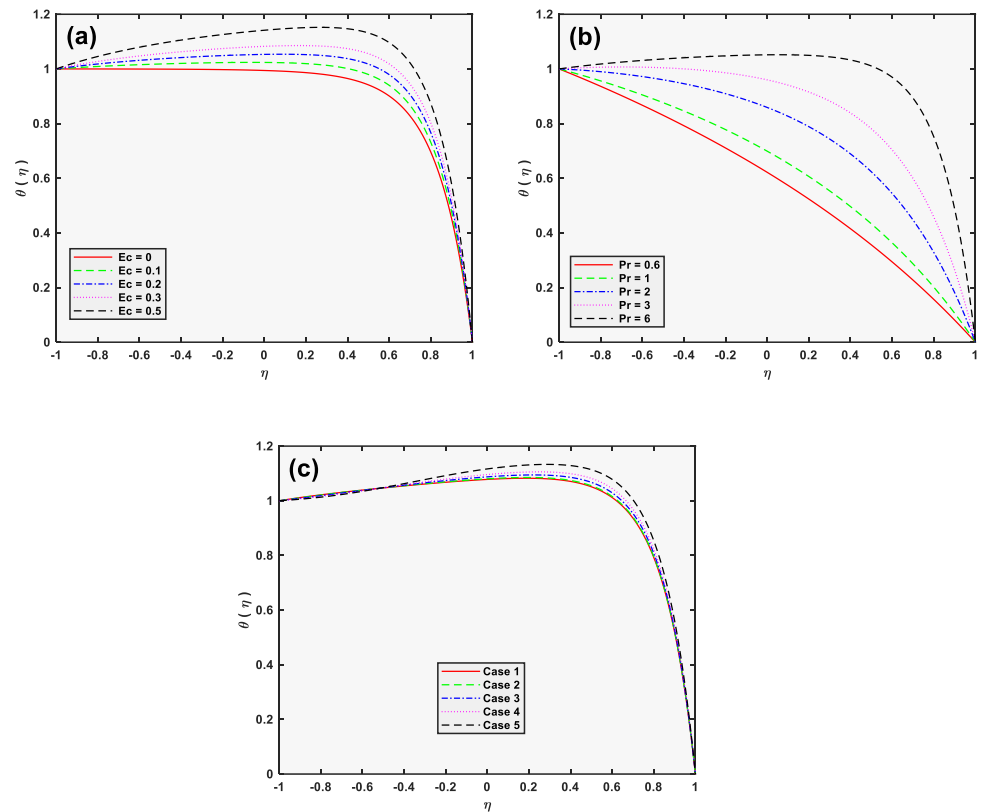 (a)
1.2
1
0.8
0.6
0.4
0.2
0
θ ( η )
Ec = 0
Ec = 0.1
Ec = 0.2
Ec = 0.3
Ec = 0.5
-1 -0.8 -0.6 -0.4 -0.2 0 0.2 0.4 0.6 0.8 1
η
(b)
1.2
1
0.8
0.6
0.4
0.2
0
θ ( η )
Pr = 0.6
Pr = 1
Pr = 2
Pr = 3
Pr = 6
-1 -0.8 -0.6 -0.4 -0.2 0 0.2 0.4 0.6 0.8 1
η
(c)
1.2
1
0.8
0.6
0.4
0.2
0
θ ( η )
Case 1
Case 2
Case 3
Case 4
Case 5
-1 -0.8 -0.6 -0.4 -0.2 0 0.2 0.4 0.6 0.8 1
η